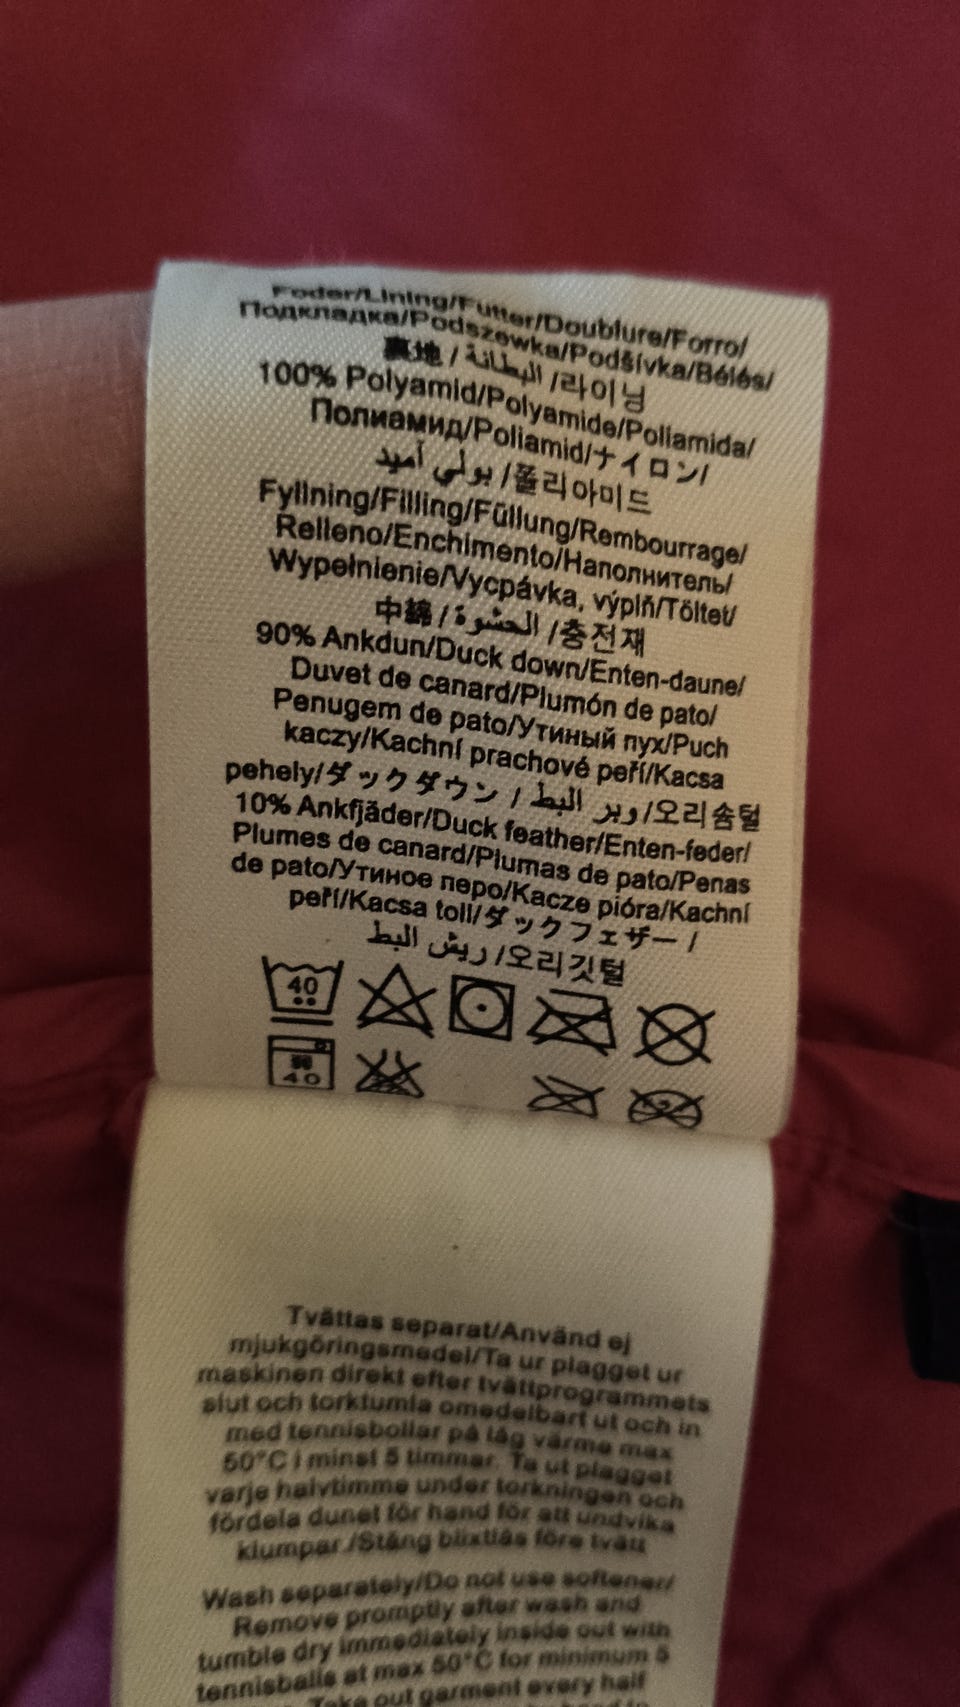 Foder/Lining/Futter/Doublure/Forro/
Подкладка/Podszewka/Podšívka/Bélés/
裏地 / البطانة /라이닝
100% Polyamid/Polyamide/Poliamida/
Полиамид/Poliamid/ナイロン/
بولي أميد /폴리아미드
Fyllning/Filling/Füllung/Rembourrage/
Relleno/Enchimento/Наполнитель/
Wypełnienie/Vycpávka, výplň/Töltet/
中綿 / الحشوة /충전재
90% Ankdun/Duck down/Enten-daune/
Duvet de canard/Plumón de pato/
Penugem de pato/Утиный пух/Puch
kaczy/Kachní prachové peří/Kacsa
pehely/ダックダウン / وبر البط/오리솜털
10% Ankfjäder/Duck feather/Enten-feder/
Plumes de canard/Plumas de pato/Penas
de pato/Утиное перо/Kacze pióra/Kachní
peří/Kacsa toll/ダックフェザー /
ريش البط /오리깃털
40
40
Tvättas separat/Använd ej
mjukgöringsmedel/Ta ur plagget ur
maskinen direkt efter tvättprogrammets
slut och torktumla omedelbart ut och in
med tennisbollar på låg värme max
50°C i minst 5 timmar. Ta ut plagget
varje halvtimme under torkningen och
fördela dunet för hand för att undvika
klumpar./Stäng blixtlås före tvätt
Wash separately/Do not use softener/
Remove promptly after wash and
tumble dry immediately inside out with
tennisballs at max 50°C for minimum 5
Take out garment every half